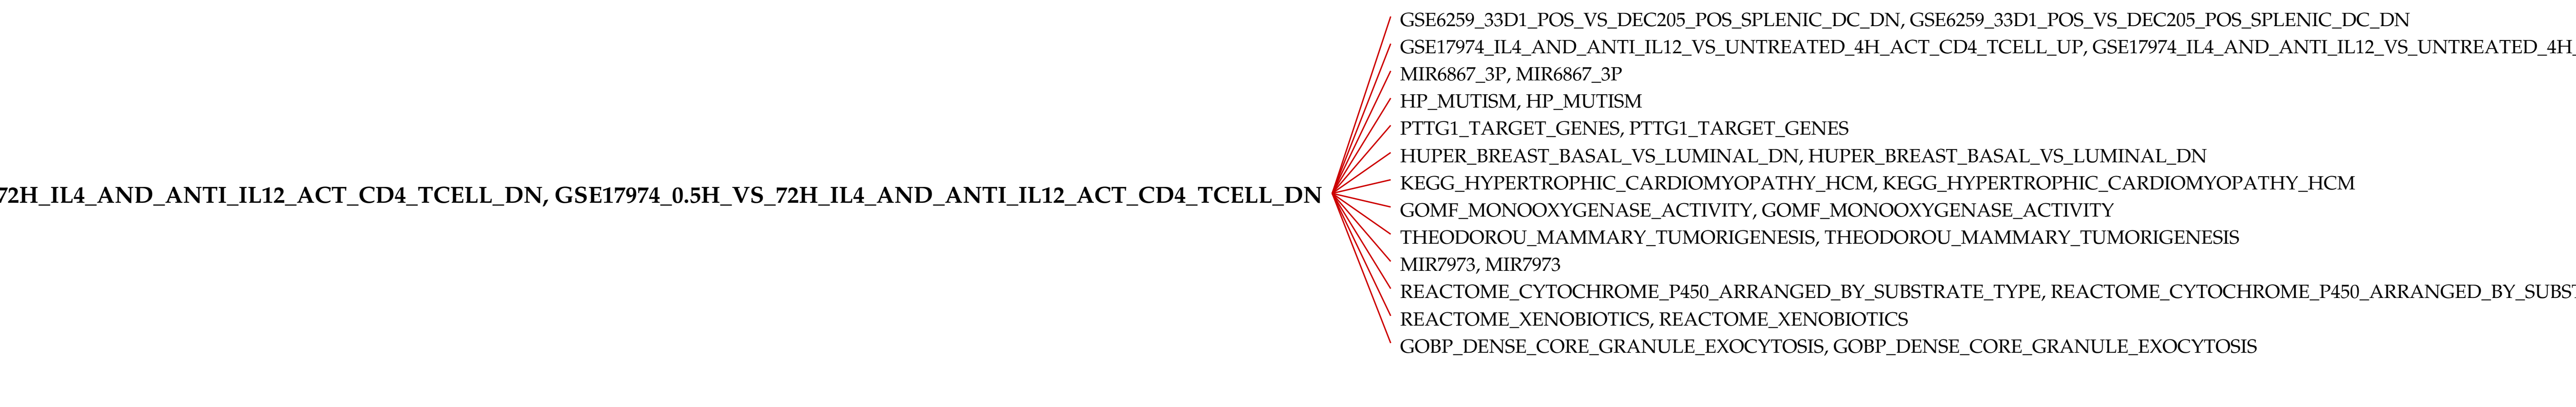 GSE6259_33D1_POS_VS_DEC205_POS_SPLENIC_DC_DN, GSE6259_33D1_POS_VS_DEC205_POS_SPLENIC_DC_DN
GSE17974_IL4_AND_ANTI_IL12_VS_UNTREATED_4H_ACT_CD4_TCELL_UP, GSE17974_IL4_AND_ANTI_IL12_VS_UNTREATED_4H_
MIR6867_3P, MIR6867_3P
HP_MUTISM, HP_MUTISM
PTTG1_TARGET_GENES, PTTG1_TARGET_GENES
HUPER_BREAST_BASAL_VS_LUMINAL_DN, HUPER_BREAST_BASAL_VS_LUMINAL_DN
KEGG_HYPERTROPHIC_CARDIOMYOPATHY_HCM, KEGG_HYPERTROPHIC_CARDIOMYOPATHY_HCM
72H_IL4_AND_ANTI_IL12_ACT_CD4_TCELL_DN, GSE17974_0.5H_VS_72H_IL4_AND_ANTI_IL12_ACT_CD4_TCELL_DN
GOMF_MONOOXYGENASE_ACTIVITY, GOMF_MONOOXYGENASE_ACTIVITY
THEODOROU_MAMMARY_TUMORIGENESIS, THEODOROU_MAMMARY_TUMORIGENESIS
MIR7973, MIR7973
REACTOME_CYTOCHROME_P450_ARRANGED_BY_SUBSTRATE_TYPE, REACTOME_CYTOCHROME_P450_ARRANGED_BY_SUBST
REACTOME_XENOBIOTICS, REACTOME_XENOBIOTICS
GOBP_DENSE_CORE_GRANULE_EXOCYTOSIS, GOBP_DENSE_CORE_GRANULE_EXOCYTOSIS